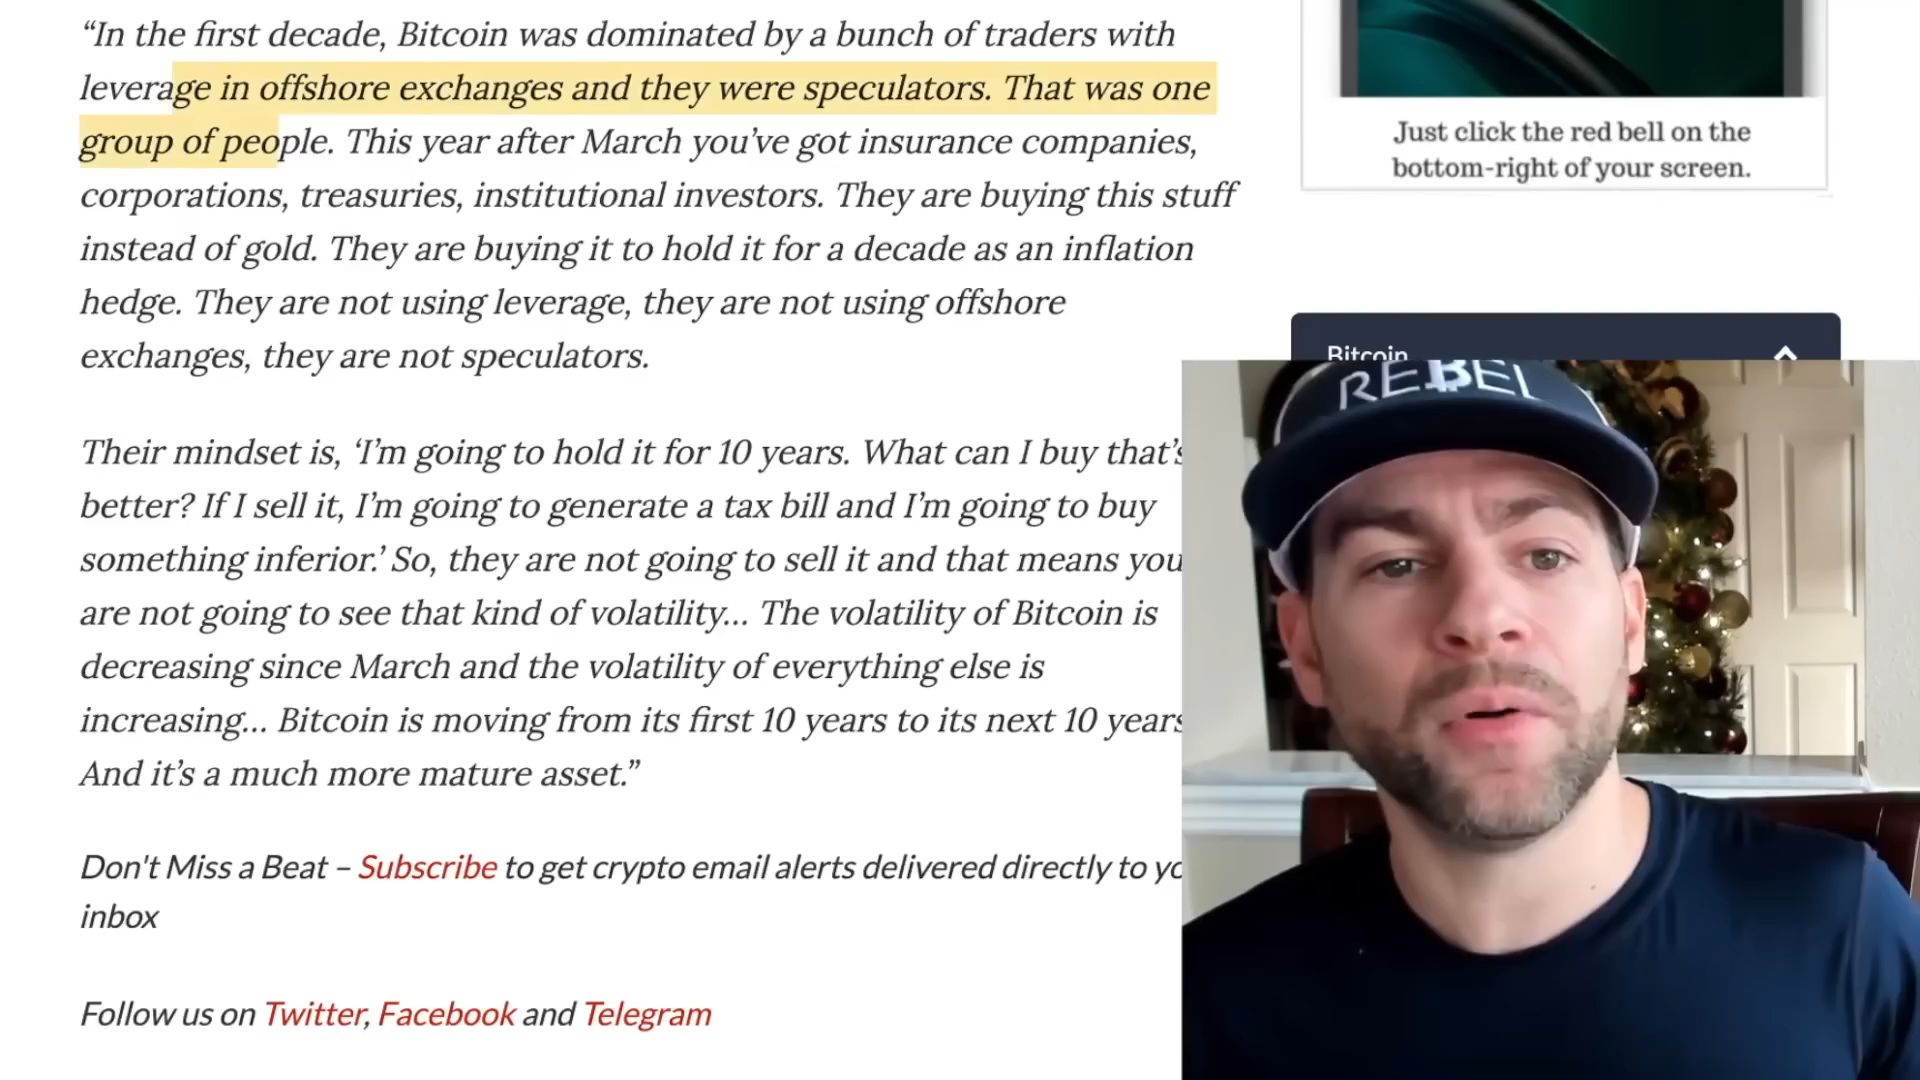 “In the first decade, Bitcoin was dominated by a bunch of traders with
leverage in offshore exchanges and they were speculators. That was one
group of people. This year after March you’ve got insurance companies,
corporations, treasuries, institutional investors. They are buying this stuff
instead of gold. They are buying it to hold it for a decade as an inflation
hedge. They are not using leverage, they are not using offshore
exchanges, they are not speculators.
Their mindset is, ‘I’m going to hold it for 10 years. What can I buy that’s
better? If I sell it, I’m going to generate a tax bill and I’m going to buy
something inferior.’ So, they are not going to sell it and that means you
are not going to see that kind of volatility... The volatility of Bitcoin is
decreasing since March and the volatility of everything else is
increasing... Bitcoin is moving from its first 10 years to its next 10 years
And it’s a much more mature asset.”
Don't Miss a Beat – Subscribe to get crypto email alerts delivered directly to
inbox
Follow us on Twitter, Facebook and Telegram
Just click the red bell on the
bottom-right of your screen.
Bitcoin
REBEL